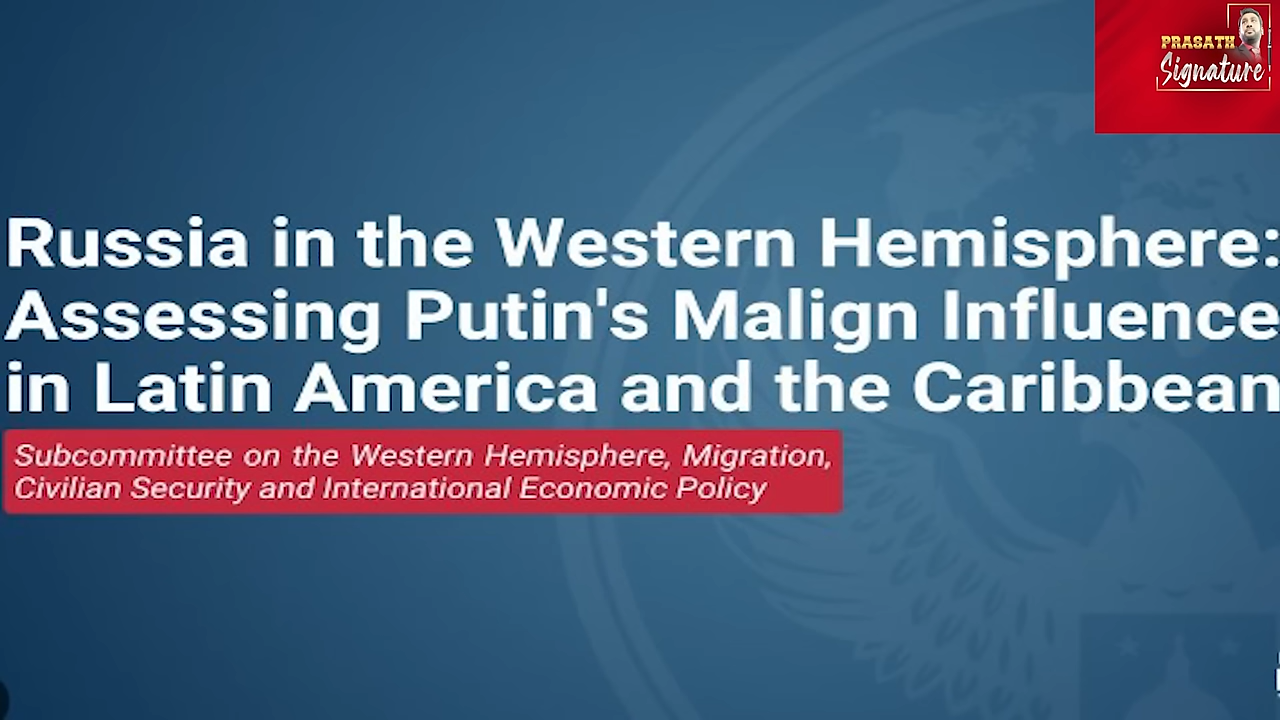 PRASATH
Signature
Russia in the Western Hemisphere:
Assessing Putin's Malign Influence
in Latin America and the Caribbean
Subcommittee on the Western Hemisphere, Migration,
Civilian Security and International Economic Policy